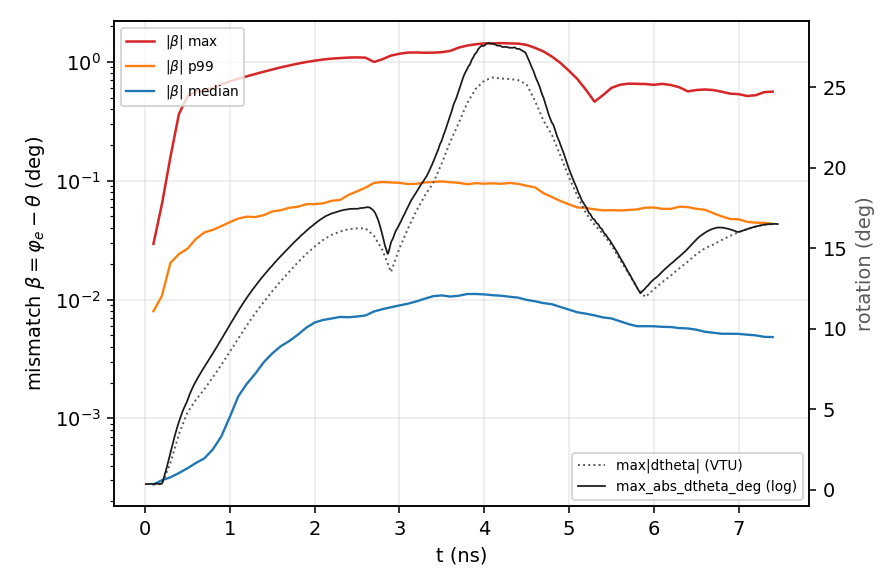 |β| max
|β| p99
|β| median
mismatch β = φₑ − θ (deg)
10⁰
10⁻¹
10⁻²
10⁻³
25
20
15
10
5
0
rotation (deg)
max|dtheta| (VTU)
max_abs_dtheta_deg (log)
0 1 2 3 4 5 6 7
t (ns)